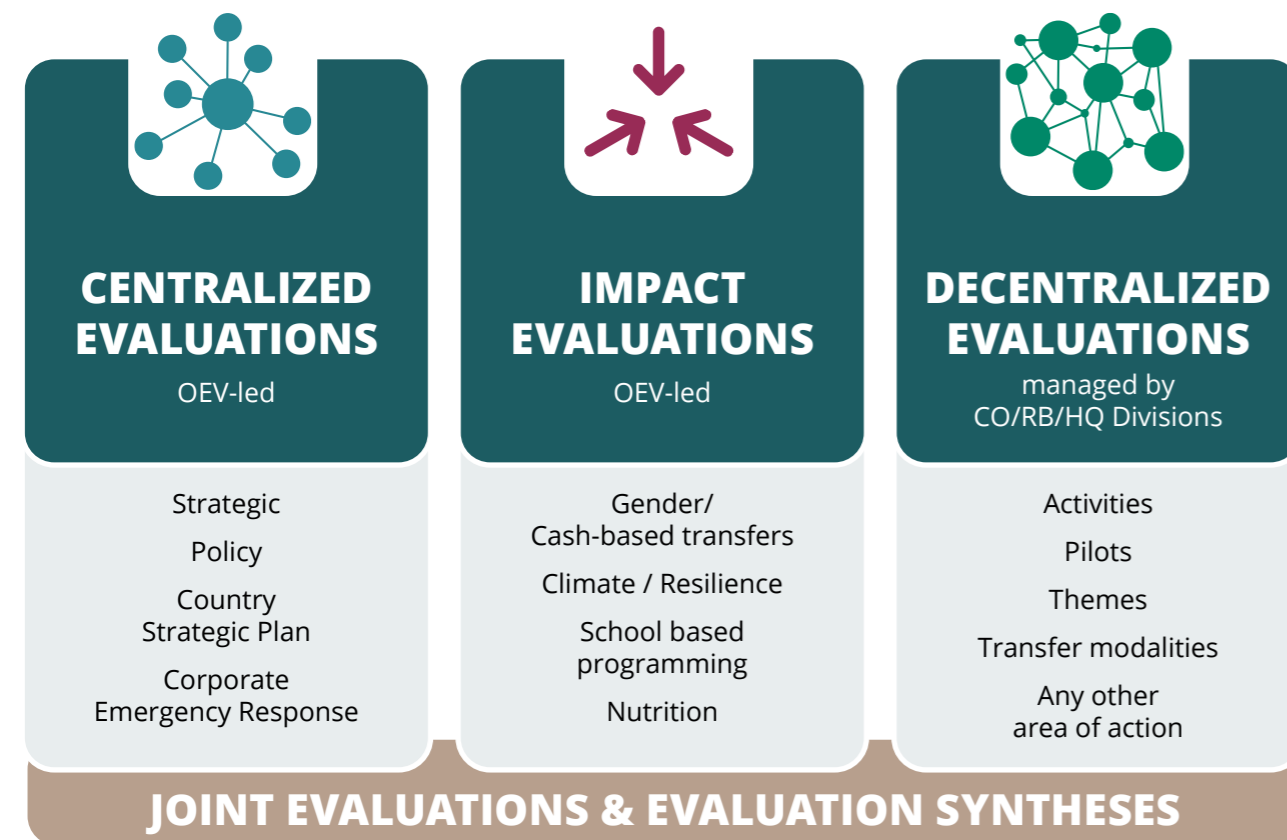 CENTRALIZED
EVALUATIONS
OEV-led
Strategic
Policy
Country
Strategic Plan
Corporate
Emergency Response
IMPACT
EVALUATIONS
OEV-led
Gender/
Cash-based transfers
Climate / Resilience
School based
programming
Nutrition
DECENTRALIZED
EVALUATIONS
managed by
CO/RB/HQ Divisions
Activities
Pilots
Themes
Transfer modalities
Any other
area of action
JOINT EVALUATIONS & EVALUATION SYNTHESES